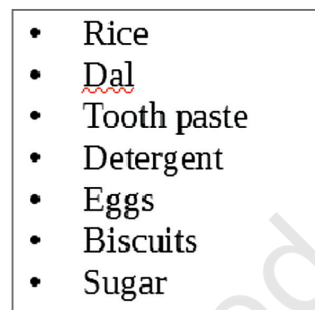 • Rice
• Dal
• Tooth paste
• Detergent
• Eggs
• Biscuits
• Sugar